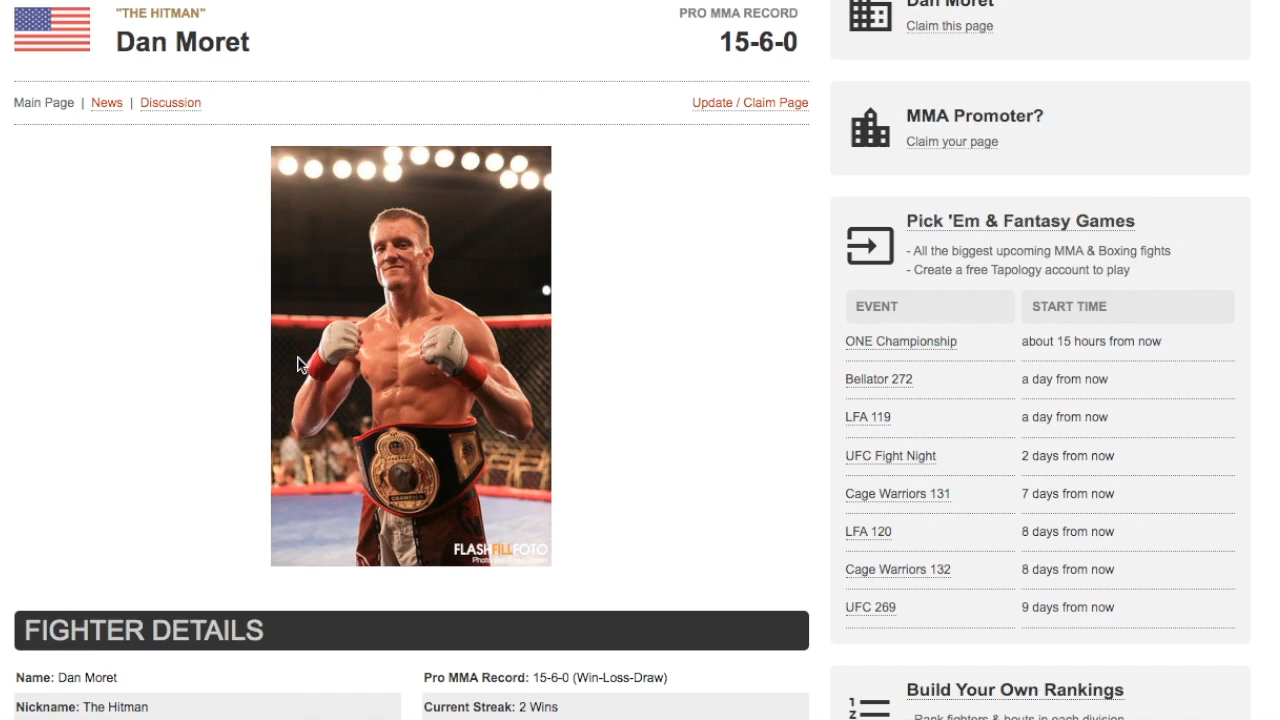 "THE HITMAN"
Dan Moret
PRO MMA RECORD
15-6-0
Main Page | News | Discussion
Update / Claim Page
FLASHFILLFOTO
FIGHTER DETAILS
Name: Dan Moret
Pro MMA Record: 15-6-0 (Win-Loss-Draw)
Nickname: The Hitman
Current Streak: 2 Wins
Dan Moret
Claim this page
MMA Promoter?
Claim your page
Pick 'Em & Fantasy Games
- All the biggest upcoming MMA & Boxing fights
- Create a free Tapology account to play
EVENT START TIME
ONE Championship about 15 hours from now
Bellator 272 a day from now
LFA 119 a day from now
UFC Fight Night 2 days from now
Cage Warriors 131 7 days from now
LFA 120 8 days from now
Cage Warriors 132 8 days from now
UFC 269 9 days from now
Build Your Own Rankings
- Rank fighters & bouts in each division